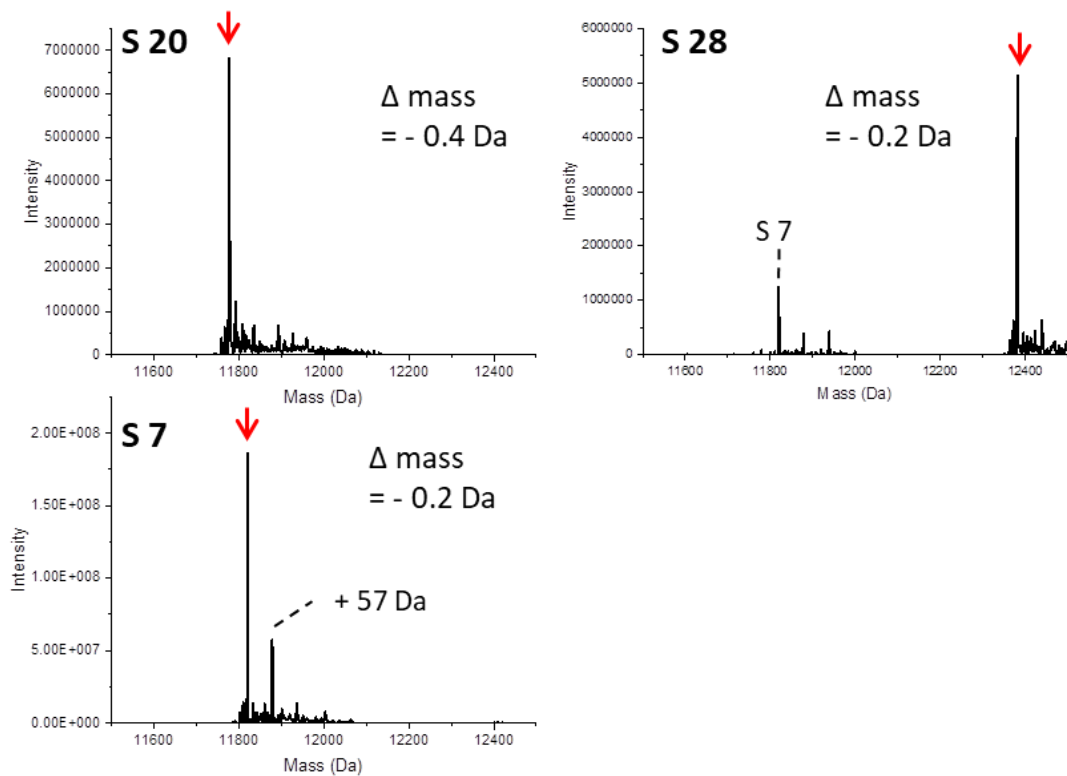 S 20
Δ mass
= - 0.4 Da
7000000
6000000
5000000
4000000
3000000
2000000
1000000
0
Intensity
11600
11800
12000
12200
12400
Mass (Da)
S 28
Δ mass
= - 0.2 Da
S 7
6000000
5000000
4000000
3000000
2000000
1000000
0
Intensity
11600
11800
12000
12200
12400
Mass (Da)
S 7
Δ mass
= - 0.2 Da
+ 57 Da
2.00E+008
1.50E+008
1.00E+008
5.00E+007
0.00E+000
Intensity
11600
11800
12000
12200
12400
Mass (Da)